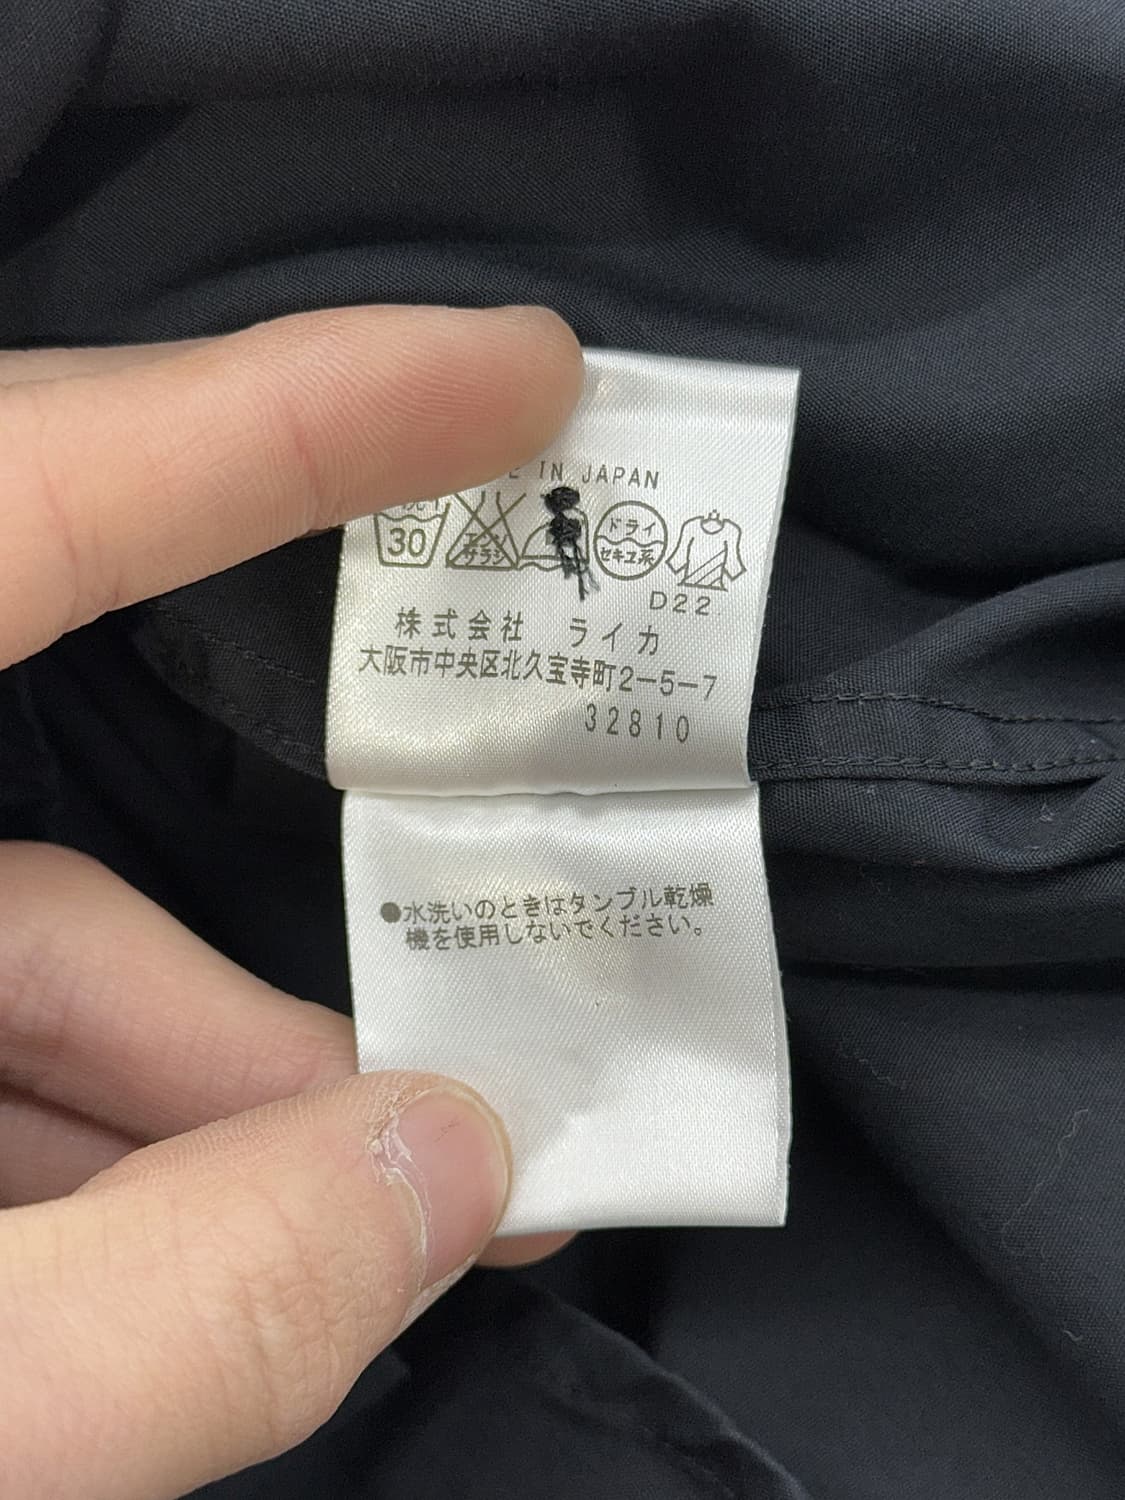 IN JAPAN
30
サラシ
ドライ
セキユ系
D22.
株式会社 ライカ
大阪市中央区北久宝寺町2-5-7
32810
●水洗いのときはタンブル乾燥
機を使用しないでください。